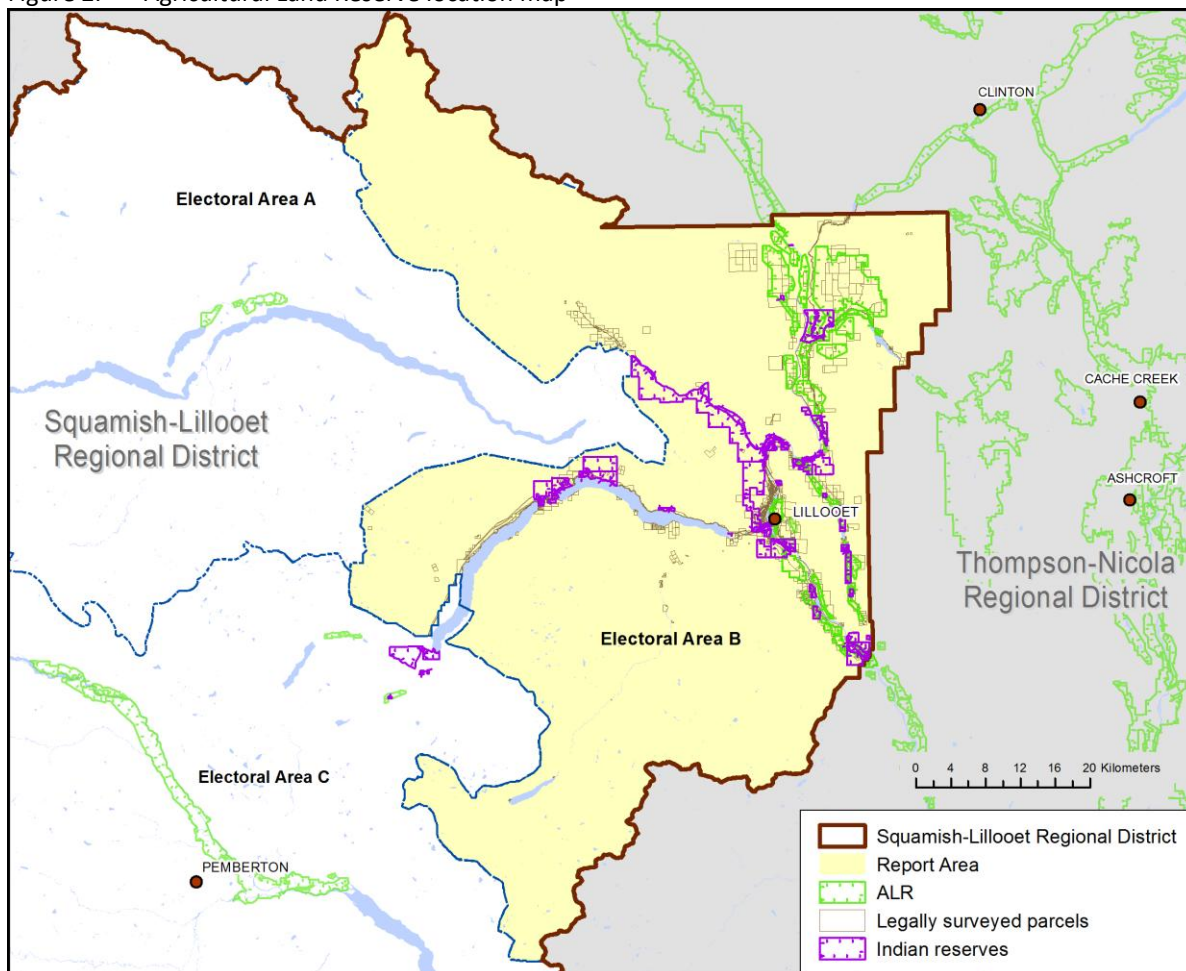 Agricultural Land Reserve location map
CLINTON
Electoral Area A
CACHE CREEK
Squamish-Lillooet
Regional District
ASHCROFT
LILLOOET
Thompson-Nicola
Regional District
Electoral Area B
Electoral Area C
0 4 8 12 16 20 Kilometers
PEMBERTON
Squamish-Lillooet Regional District
Report Area
ALR
Legally surveyed parcels
Indian reserves